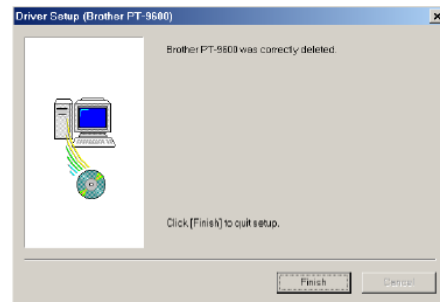 Driver Setup (Brother PT-9600)
Brother PT-9600 was correctly deleted.
Click [Finish] to quit setup.
Finish
Cancel